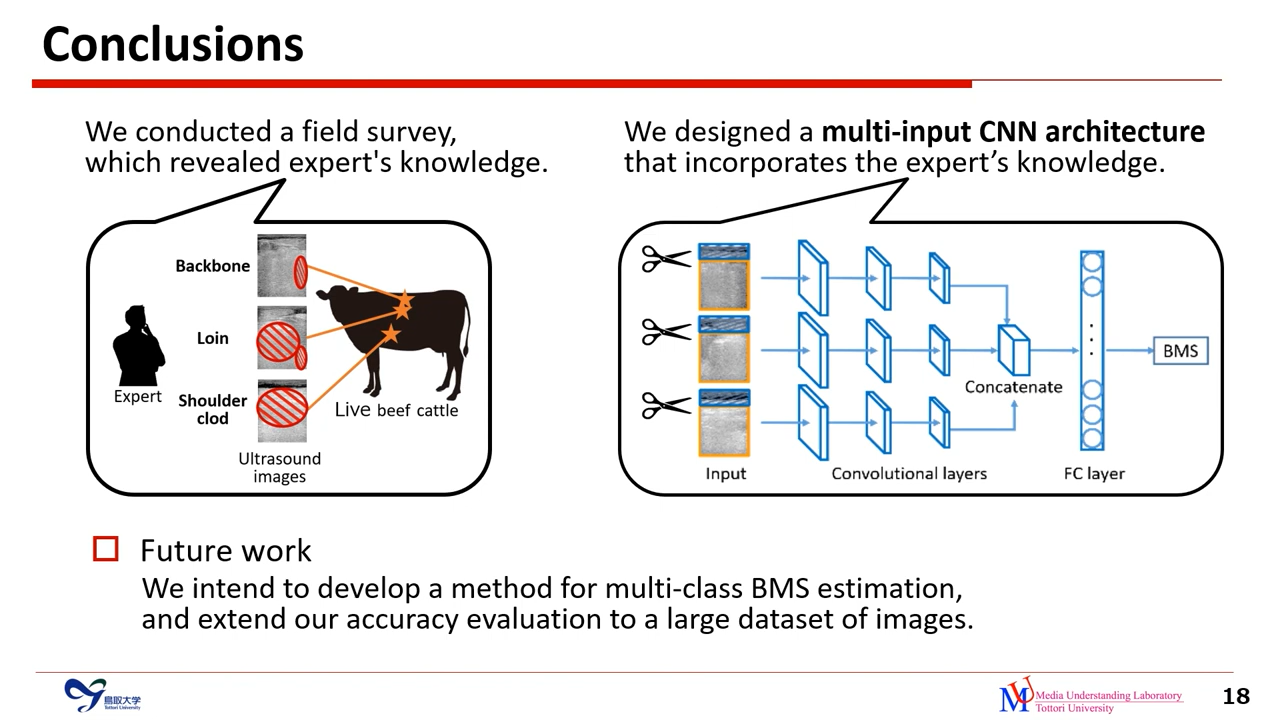 Conclusions
We conducted a field survey,
which revealed expert's knowledge.
We designed a multi-input CNN architecture
that incorporates the expert’s knowledge.
Backbone
Loin
Shoulder
clod
Expert
Live beef cattle
Ultrasound
images
Concatenate
BMS
Input
Convolutional layers
FC layer
Future work
We intend to develop a method for multi-class BMS estimation,
and extend our accuracy evaluation to a large dataset of images.
鳥取大学
Tottori University
MU
Media Understanding Laboratory
Tottori University
18